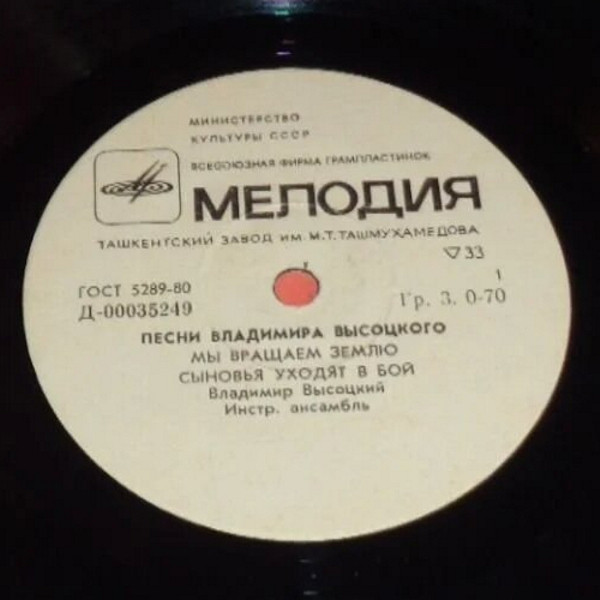 МИНИСТЕРСТВО
КУЛЬТУРЫ СССР
ВСЕСОЮЗНАЯ ФИРМА ГРАМПЛАСТИНОК
МЕЛОДИЯ
ТАШКЕНТСКИЙ ЗАВОД ИМ. М.Т. ТАШМУХАМЕДОВА
▽33
ГОСТ 5289-80
1
Д-00035249
Гр. 3. 0-70
ПЕСНИ ВЛАДИМИРА ВЫСОЦКОГО
МЫ ВРАЩАЕМ ЗЕМЛЮ
СЫНОВЬЯ УХОДЯТ В БОЙ
Владимир Высоцкий
Инстр. ансамбль